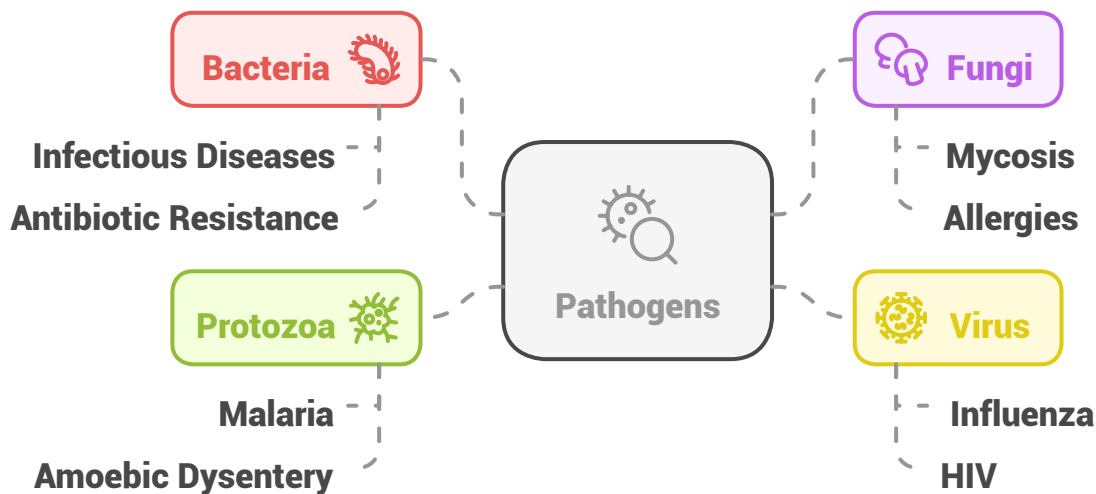 Bacteria
Infectious Diseases
Antibiotic Resistance
Protozoa
Malaria
Amoebic Dysentery
Pathogens
Fungi
Mycosis
Allergies
Virus
Influenza
HIV